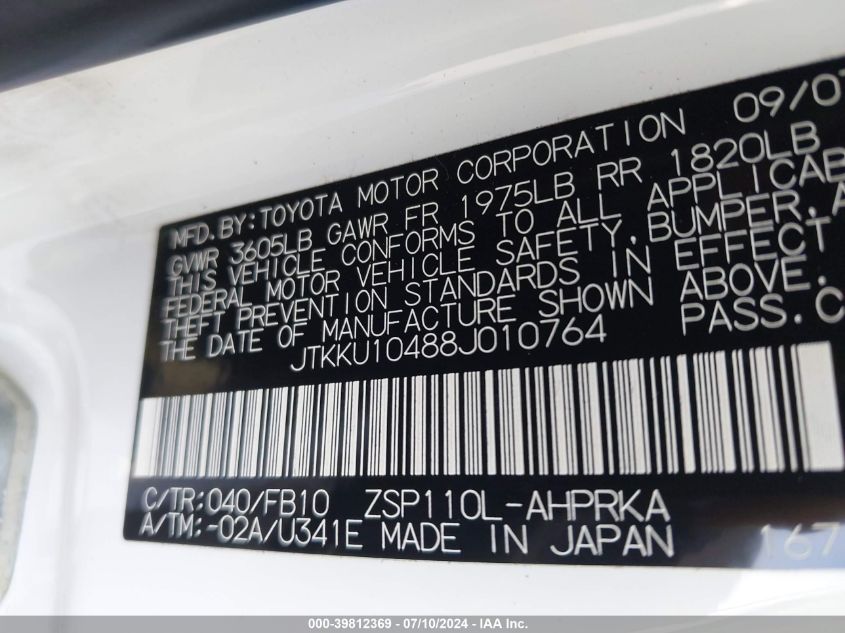 MFD. BY: TOYOTA MOTOR CORPORATION 09/07
GVWR 3605LB GAWR FR 1975LB RR 1820LB
THIS VEHICLE CONFORMS TO ALL APPLICAB
FEDERAL MOTOR VEHICLE SAFETY, BUMPER, A
THEFT PREVENTION STANDARDS IN EFFECT
THE DATE OF MANUFACTURE SHOWN ABOVE.
JTKKU10488J010764 PASS. C
C/TR: 040/FB10 ZSP110L-AHPRKA
A/TM: -02A/U341E MADE IN JAPAN 167
000-39812369 - 07/10/2024 - IAA Inc.